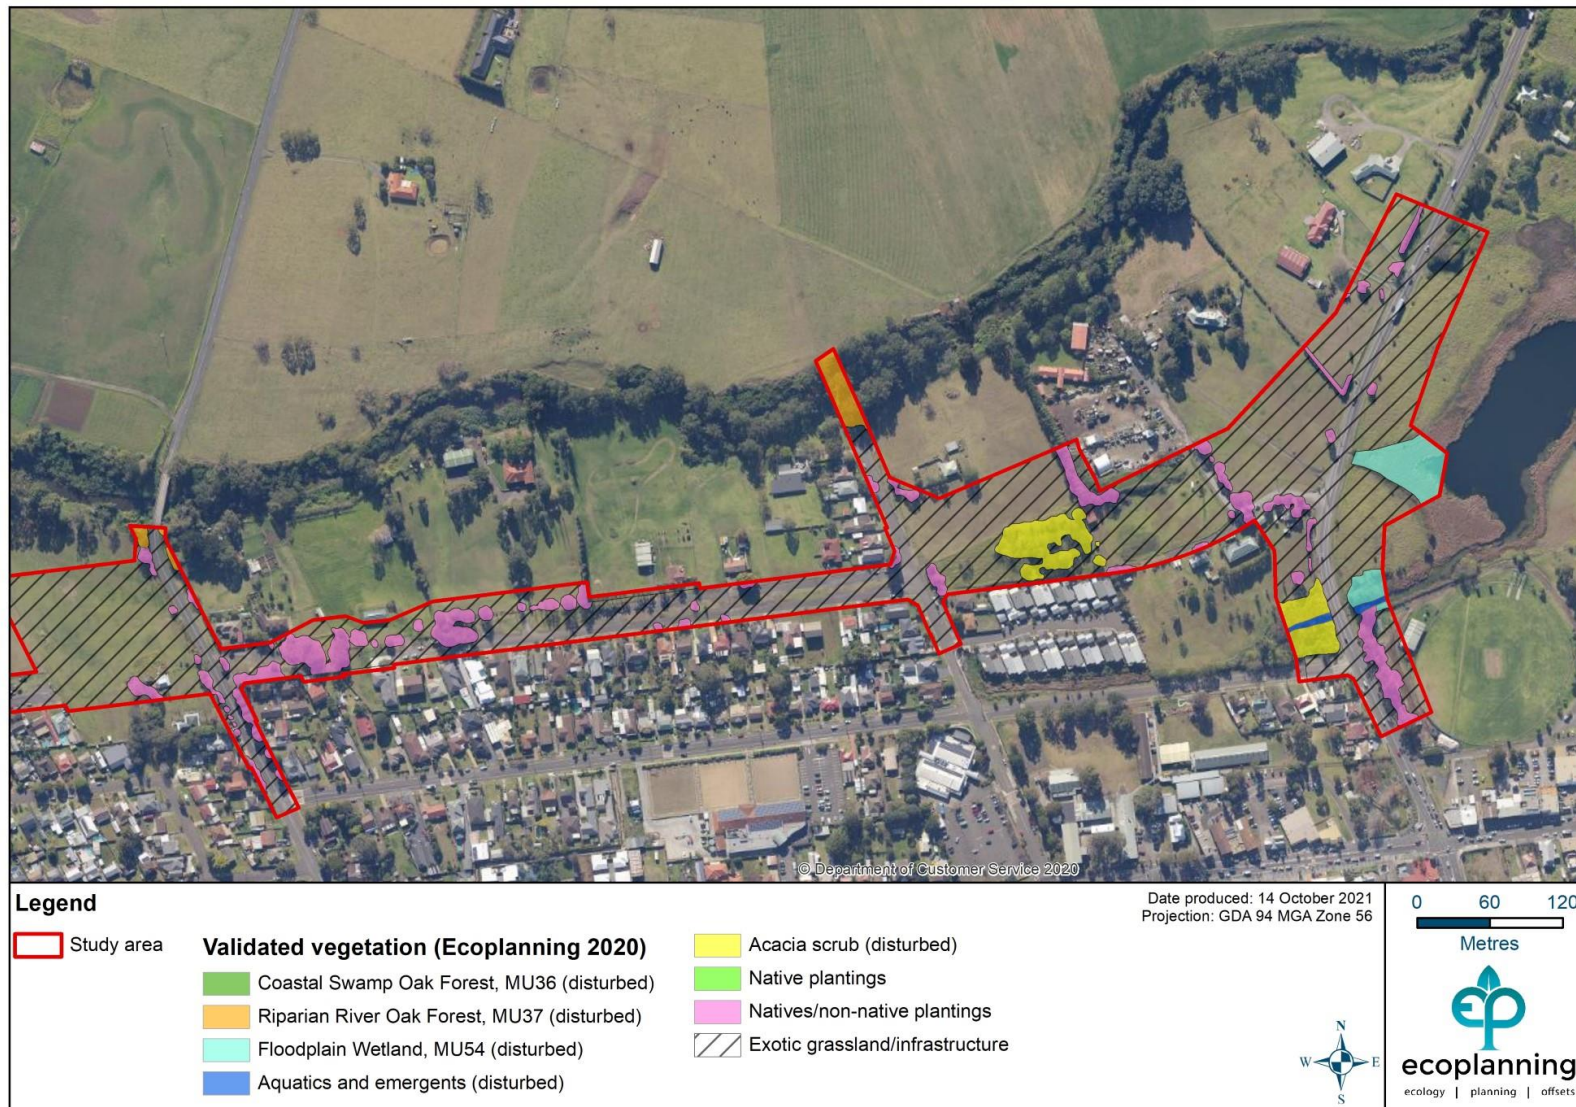 © Department of Customer Service 2020
Legend
Study area
Validated vegetation (Ecoplanning 2020)
Coastal Swamp Oak Forest, MU36 (disturbed)
Riparian River Oak Forest, MU37 (disturbed)
Floodplain Wetland, MU54 (disturbed)
Aquatics and emergents (disturbed)
Acacia scrub (disturbed)
Native plantings
Natives/non-native plantings
Exotic grassland/infrastructure
Date produced: 14 October 2021
Projection: GDA 94 MGA Zone 56
N
W E
S
0 60 120
Metres
ep
ecoplanning
ecology | planning | offsets